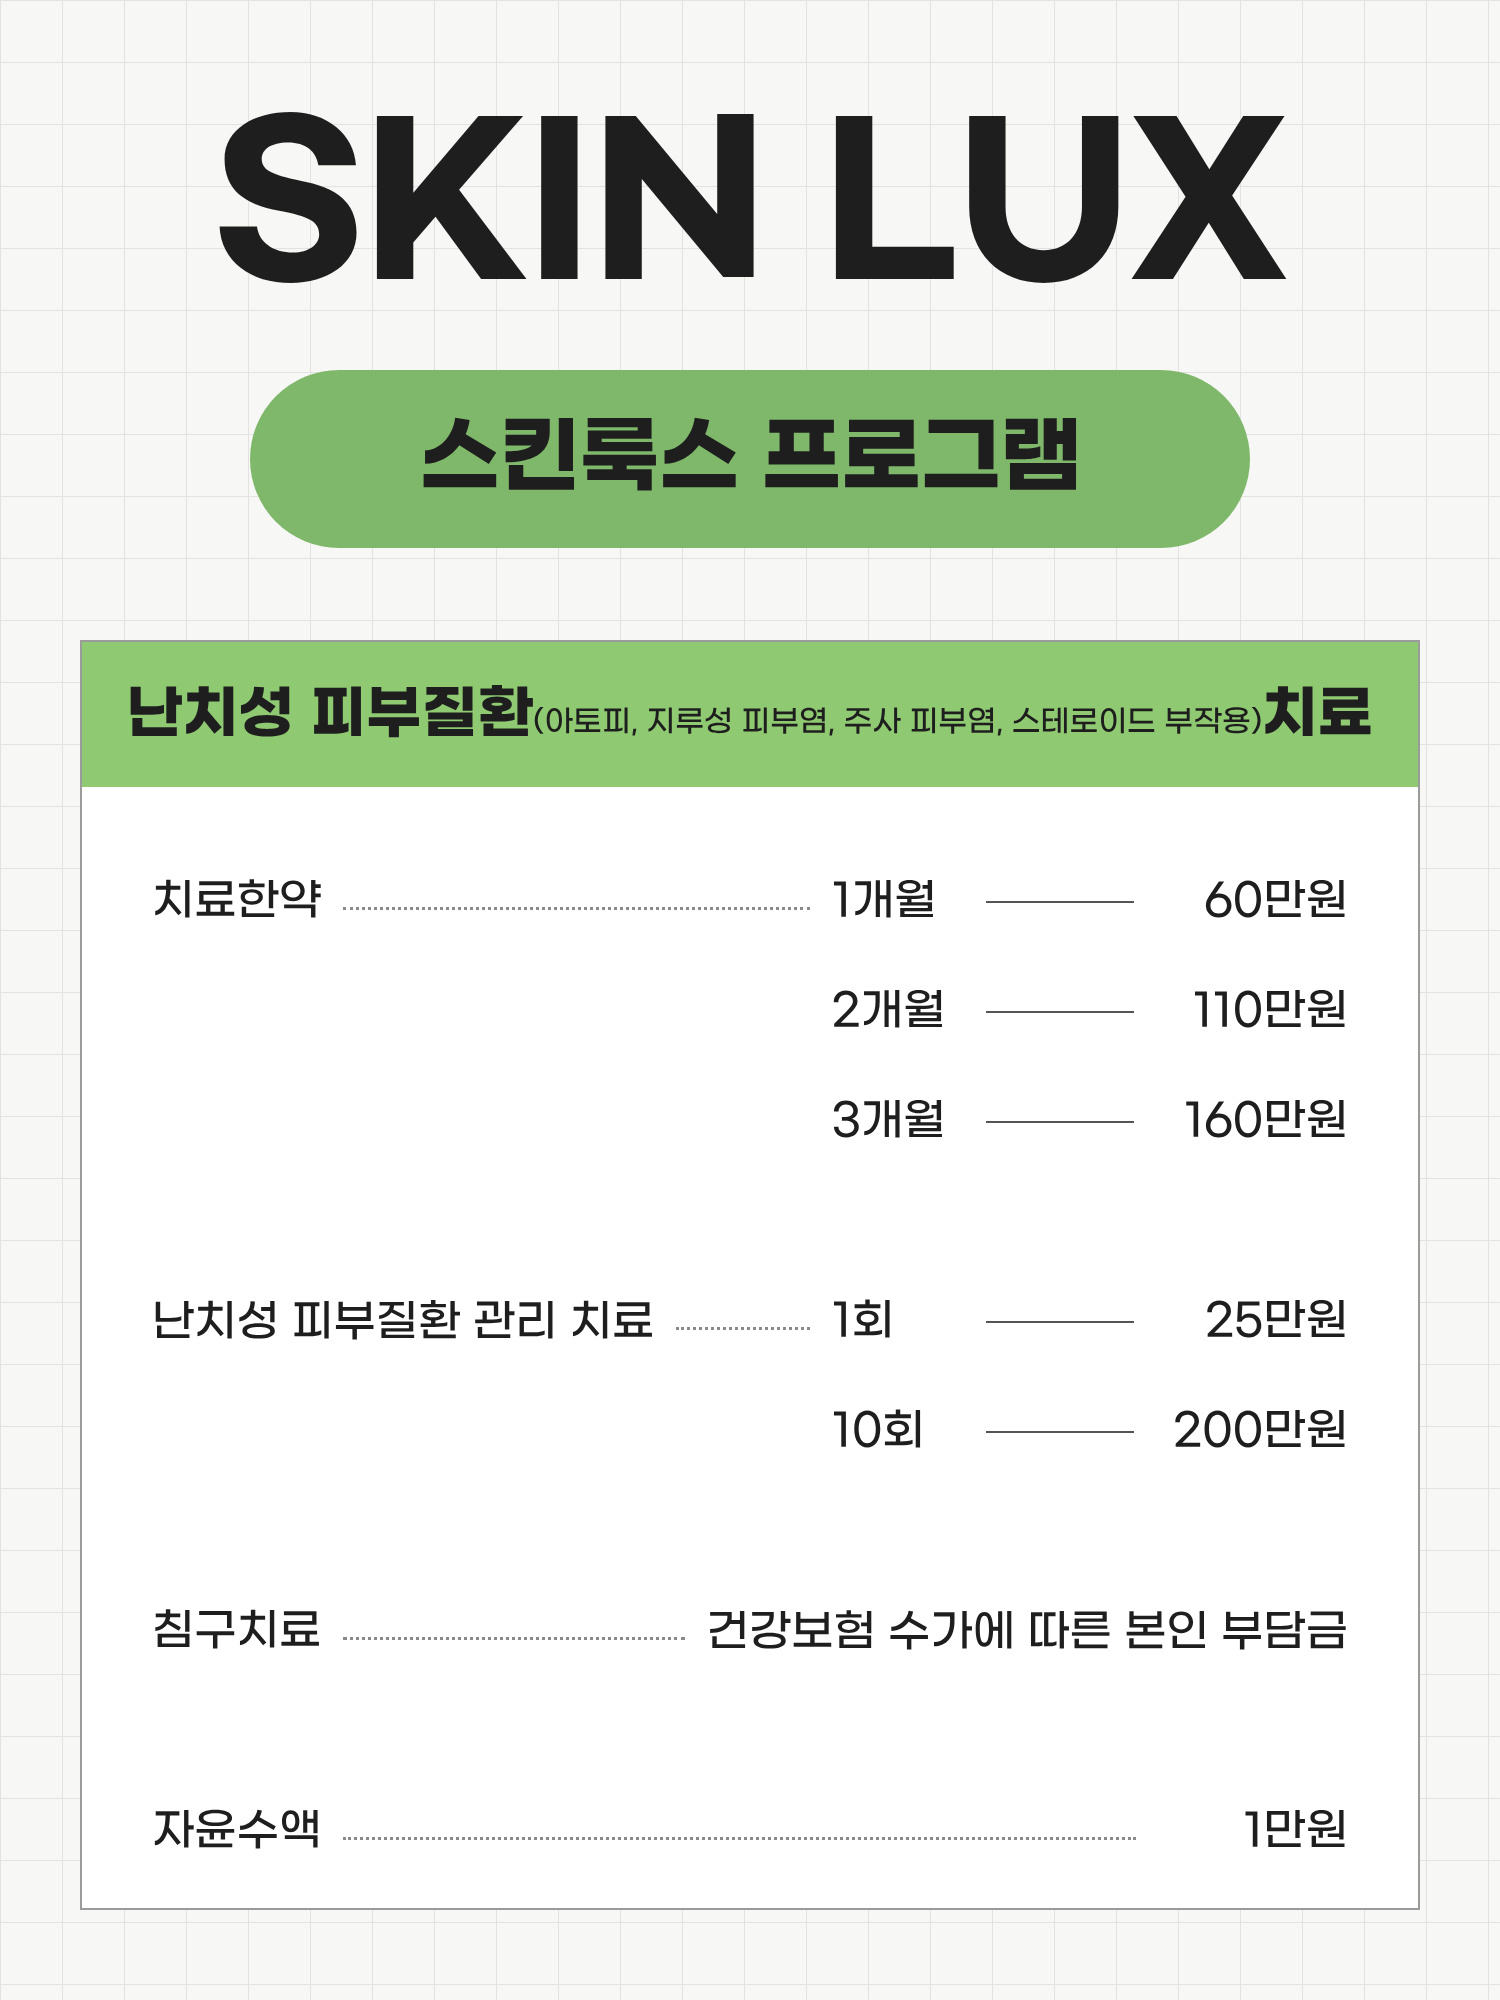 SKIN LUX
스킨룩스 프로그램
난치성 피부질환(아토피, 지루성 피부염, 주사 피부염, 스테로이드 부작용)치료
치료한약 1개월 60만원
2개월 110만원
3개월 160만원
난치성 피부질환 관리 치료 1회 25만원
10회 200만원
침구치료 건강보험 수가에 따른 본인 부담금
자윤수액 1만원